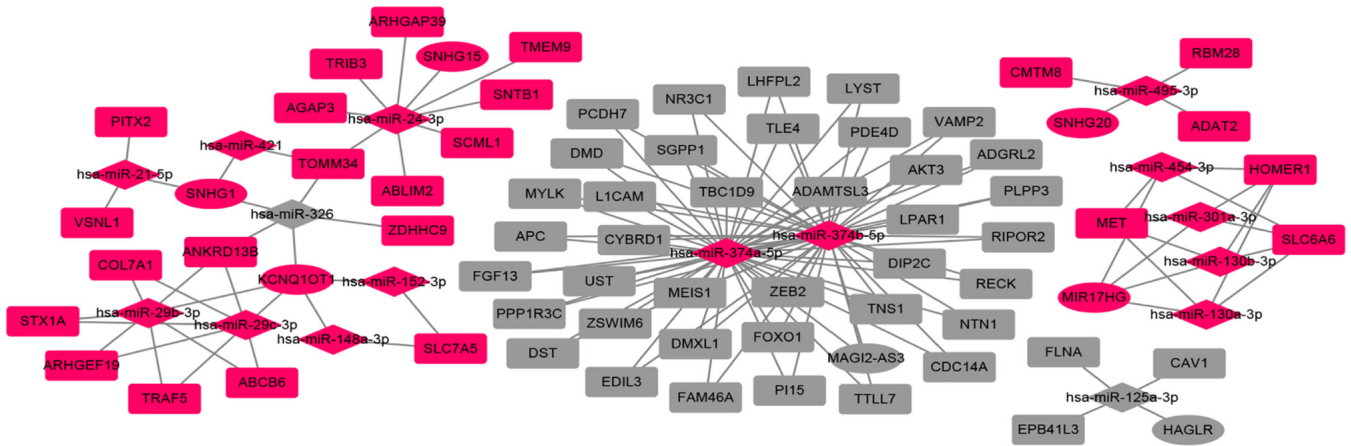 ARHGAP39
SNHG15
TMEM9
TRIB3
SNTB1
AGAP3
hsa-miR-24-3p
SCML1
ABLIM2
PITX2
hsa-miR-421
TOMM34
hsa-miR-21-5p
SNHG1
hsa-miR-326
VSNL1
ZDHHC9
ANKRD13B
COL7A1
KCNQ1OT1
hsa-miR-152-3p
hsa-miR-29b-3p
STX1A
hsa-miR-29c-3p
hsa-miR-148a-3p
SLC7A5
ARHGEF19
ABCB6
TRAF5
LHFPL2
LYST
NR3C1
PCDH7
TLE4
PDE4D
VAMP2
DMD
SGPP1
ADGRL2
AKT3
MYLK
L1CAM
TBC1D9
ADAMTSL3
PLPP3
LPAR1
APC
CYBRD1
hsa-miR-374b-5p
RIPOR2
hsa-miR-374a-5p
DIP2C
FGF13
UST
RECK
MEIS1
ZEB2
PPP1R3C
TNS1
ZSWIM6
NTN1
FOXO1
DST
DMXL1
MAGI2-AS3
CDC14A
EDIL3
PI15
FAM46A
TTLL7
RBM28
CMTM8
hsa-miR-495-3p
SNHG20
ADAT2
hsa-miR-454-3p
HOMER1
hsa-miR-301a-3p
MET
SLC6A6
hsa-miR-130b-3p
MIR17HG
hsa-miR-130a-3p
FLNA
CAV1
hsa-miR-125a-3p
EPB41L3
HAGLR